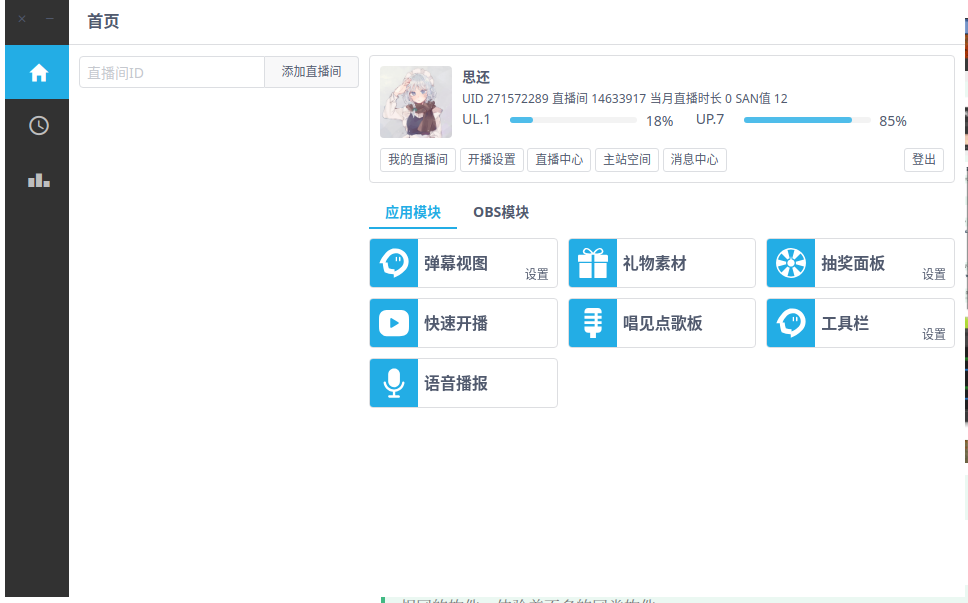 首页
直播间ID 添加直播间
思还
UID 271572289 直播间 14633917 当月直播时长 0 SAN值 12
UL.1 18% UP.7 85%
我的直播间 开播设置 直播中心 主站空间 消息中心 登出
应用模块 OBS模块
弹幕视图 设置 礼物素材 抽奖面板 设置
快速开播 唱见点歌板 工具栏 设置
语音播报